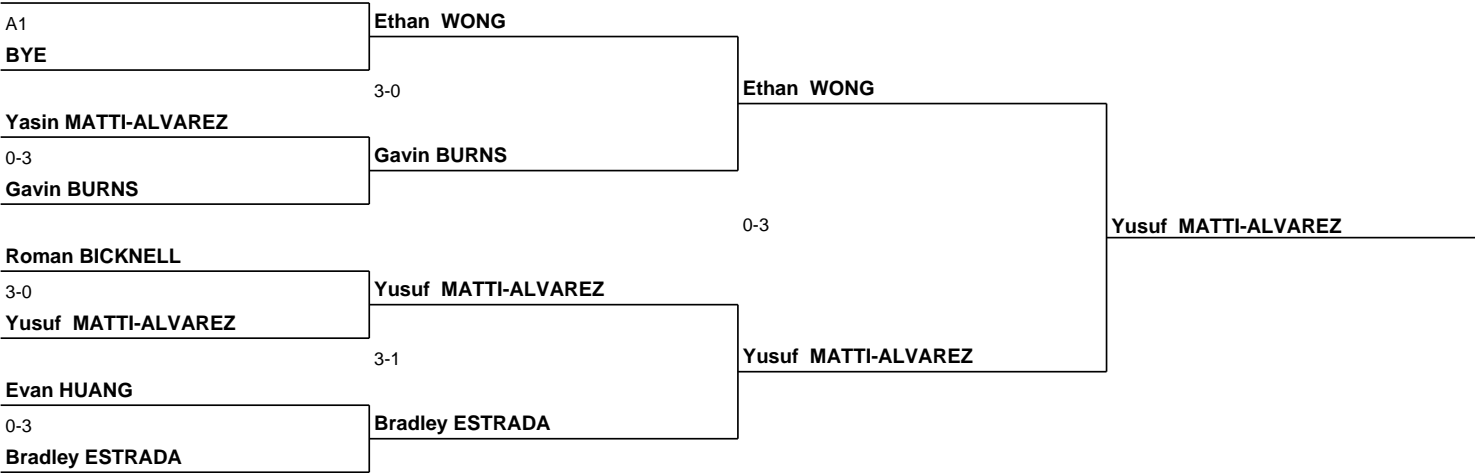 A1
BYE
Yasin MATTI-ALVAREZ
0-3
Gavin BURNS
Roman BICKNELL
3-0
Yusuf MATTI-ALVAREZ
Evan HUANG
0-3
Bradley ESTRADA
Ethan WONG
3-0
Gavin BURNS
Yusuf MATTI-ALVAREZ
3-1
Bradley ESTRADA
Ethan WONG
0-3
Yusuf MATTI-ALVAREZ
Yusuf MATTI-ALVAREZ